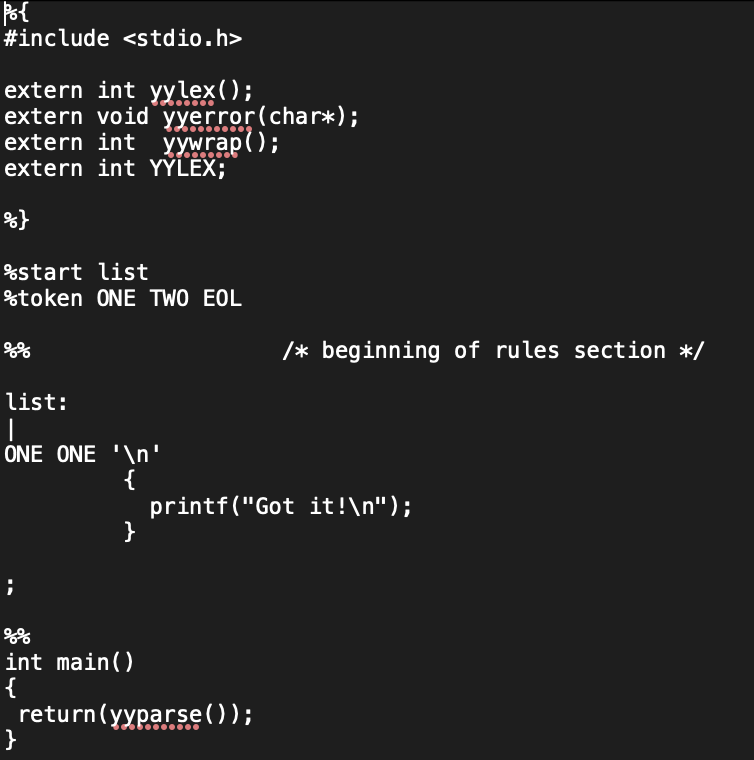 %{
#include <stdio.h>

extern int yylex();
extern void yyerror(char*);
extern int  yywrap();
extern int YYLEX;

%}

%start list
%token ONE TWO EOL

%%                   /* beginning of rules section */

list:
|
ONE ONE '\n'
         {
           printf("Got it!\n");
         }

;

%%
int main()
{
 return(yyparse());
}